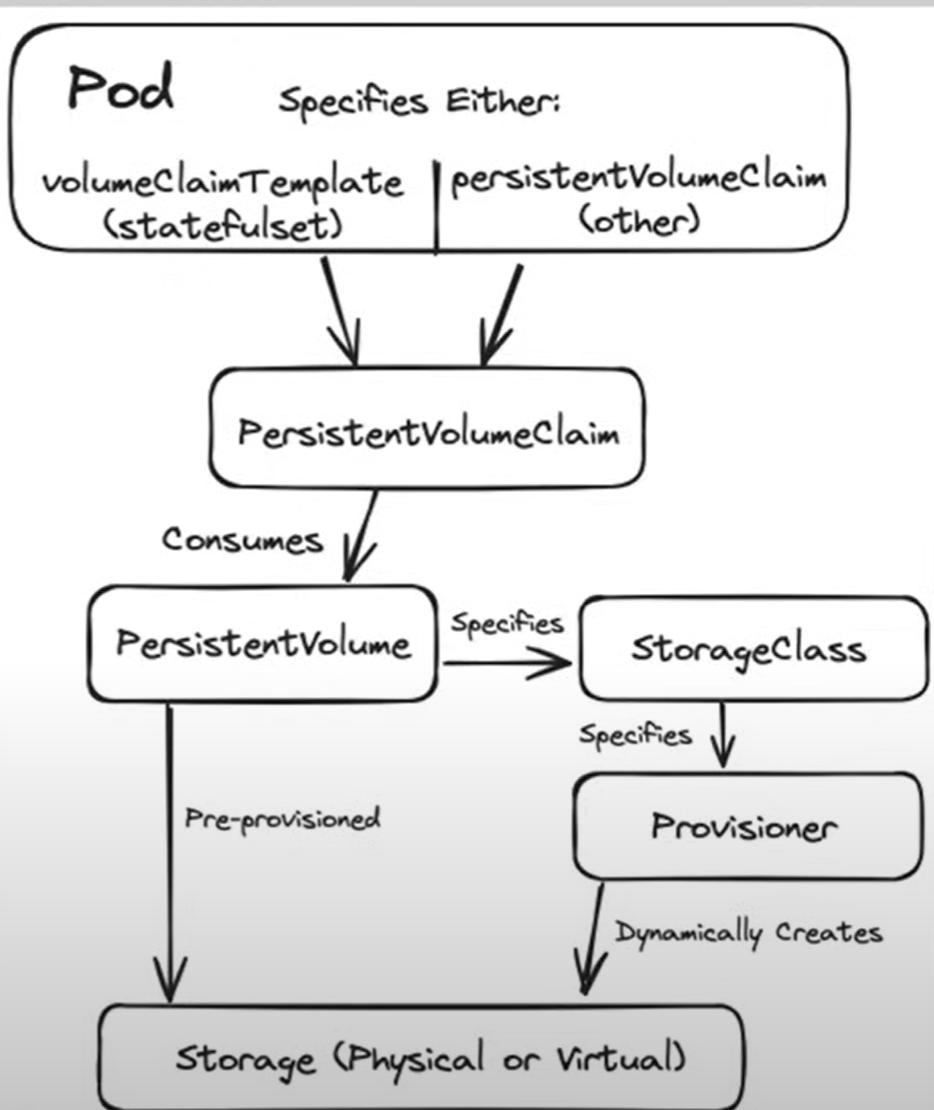 Pod
Specifies Either:
volumeClaimTemplate
(statefulset)
persistentVolumeClaim
(other)
PersistentVolumeClaim
Consumes
PersistentVolume
Specifies
StorageClass
Specifies
Pre-provisioned
Provisioner
Dynamically Creates
Storage (Physical or Virtual)